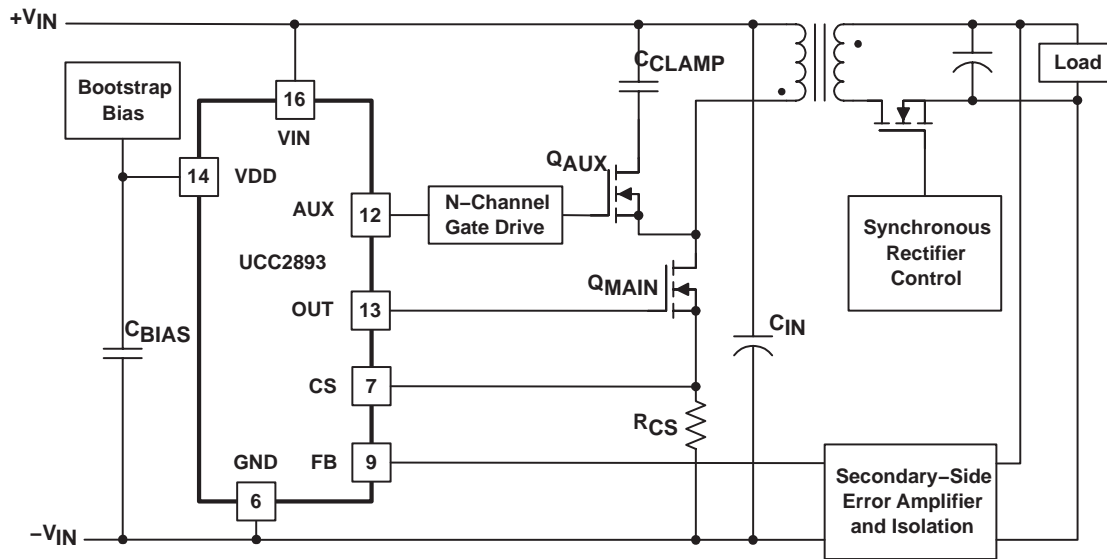 +VIN
Bootstrap
Bias
16
VIN
14
VDD
CCLAMP
QAUX
AUX
12
N–Channel
Gate Drive
UCC2893
OUT
13
QMAIN
CBIAS
CIN
CS
7
RCS
GND
FB
9
6
–VIN
Load
Synchronous
Rectifier
Control
Secondary–Side
Error Amplifier
and Isolation